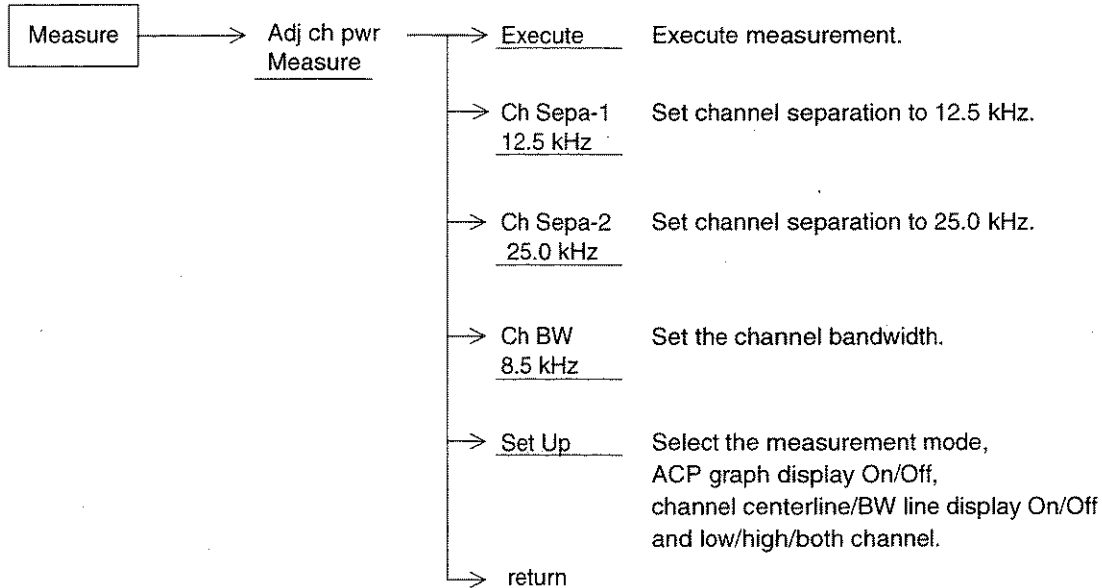 Measure
Adj ch pwr
Measure
Execute
Execute measurement.
Ch Sepa-1
12.5 kHz
Set channel separation to 12.5 kHz.
Ch Sepa-2
25.0 kHz
Set channel separation to 25.0 kHz.
Ch BW
8.5 kHz
Set the channel bandwidth.
Set Up
Select the measurement mode,
ACP graph display On/Off,
channel centerline/BW line display On/Off
and low/high/both channel.
return